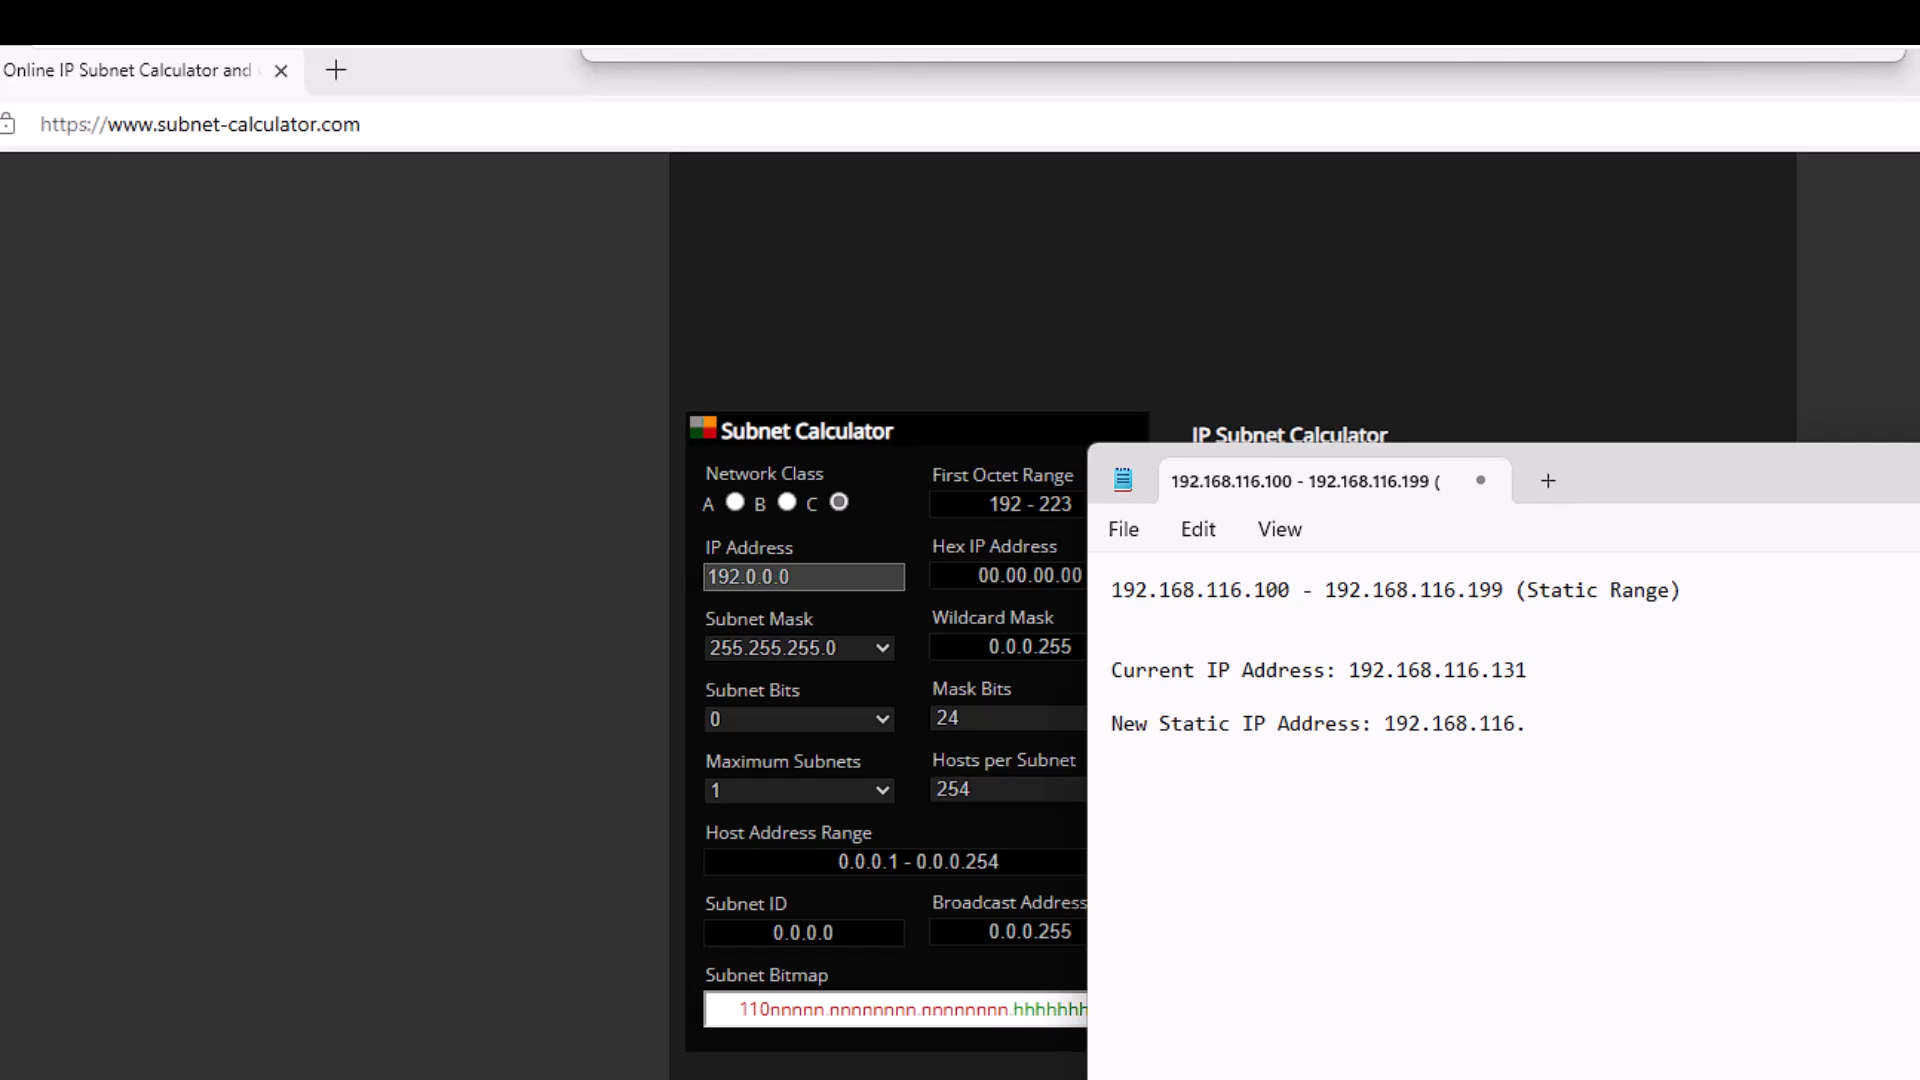 Online IP Subnet Calculator and
https://www.subnet-calculator.com
Subnet Calculator
Network Class
A B C
First Octet Range
192 - 223
IP Address
192.0.0.0
Hex IP Address
00.00.00.00
Subnet Mask
255.255.255.0
Wildcard Mask
0.0.0.255
Subnet Bits
0
Mask Bits
24
Maximum Subnets
1
Hosts per Subnet
254
Host Address Range
0.0.0.1 - 0.0.0.254
Subnet ID
0.0.0.0
Broadcast Address
0.0.0.255
Subnet Bitmap
110nnnnn.nnnnnnnn.nnnnnnnn.hhhhhhh
IP Subnet Calculator
192.168.116.100 - 192.168.116.199 (
File Edit View
192.168.116.100 - 192.168.116.199 (Static Range)
Current IP Address: 192.168.116.131
New Static IP Address: 192.168.116.